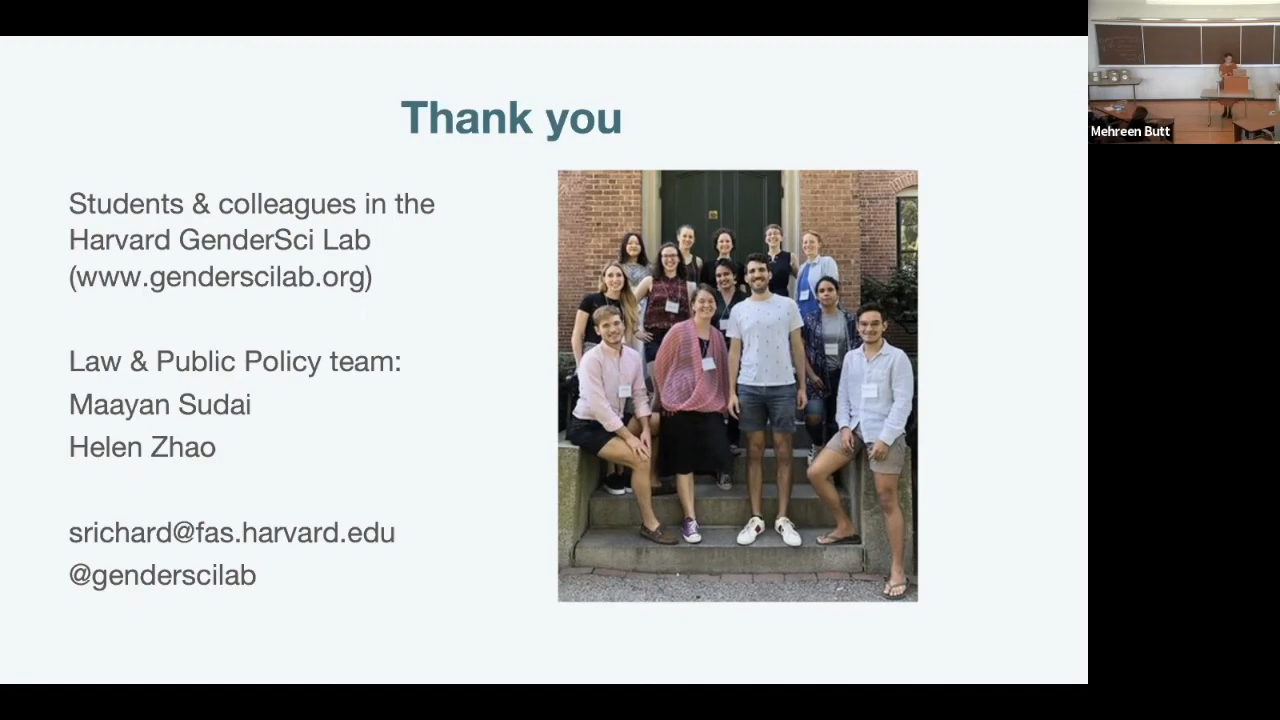 Thank you
Students & colleagues in the
Harvard GenderSci Lab
(www.genderscilab.org)
Law & Public Policy team:
Maayan Sudai
Helen Zhao
srichard@fas.harvard.edu
@genderscilab
Mehreen Butt